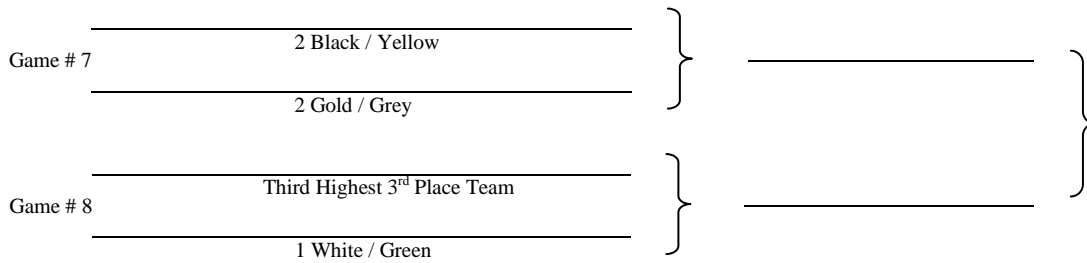 2 Black / Yellow
Game # 7
2 Gold / Grey
Third Highest 3rd Place Team
Game # 8
1 White / Green